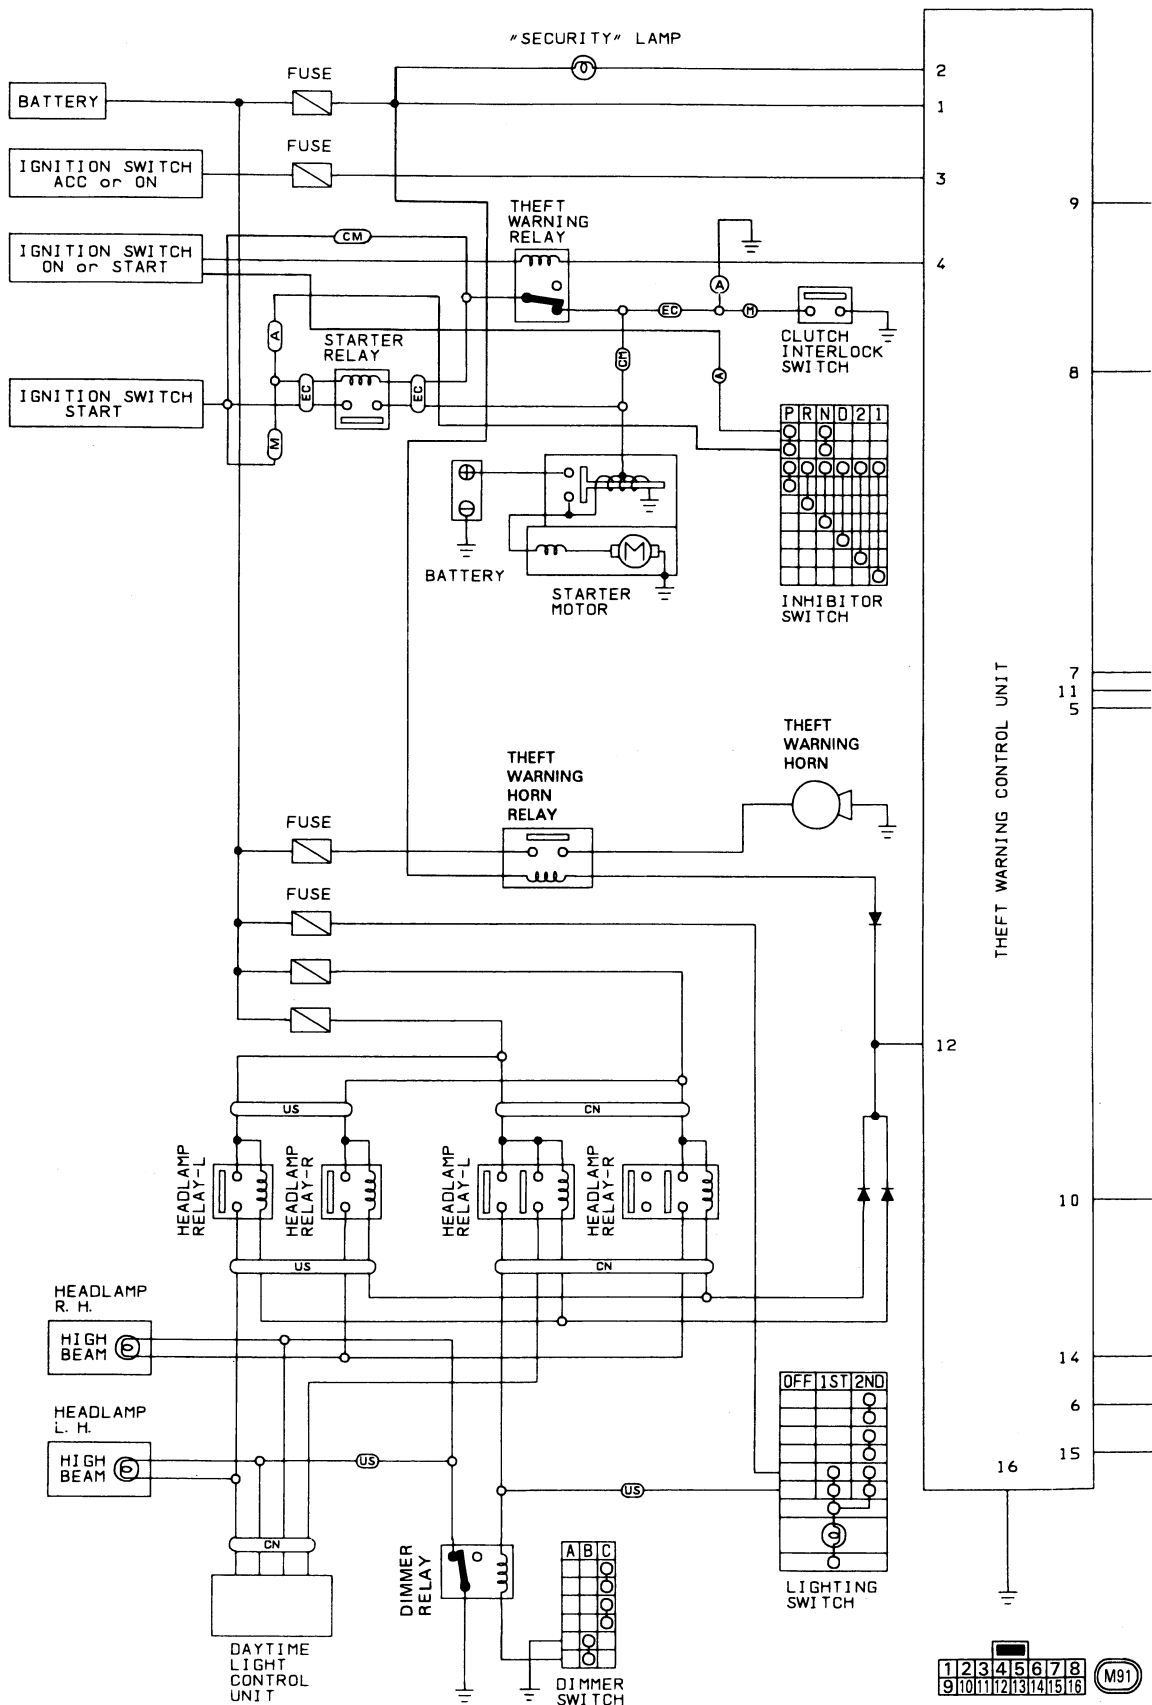 "SECURITY" LAMP
FUSE
BATTERY
2
1
FUSE
IGNITION SWITCH
ACC or ON
3
9
THEFT
WARNING
RELAY
CM
IGNITION SWITCH
ON or START
4
A
EC
M
CLUTCH
INTERLOCK
SWITCH
A
STARTER
RELAY
CM
A
8
EC
EC
IGNITION SWITCH
START
M
P R N D 2 1
BATTERY
M
STARTER
MOTOR
INHIBITOR
SWITCH
THEFT WARNING CONTROL UNIT
7
11
5
THEFT
WARNING
HORN
THEFT
WARNING
HORN
RELAY
FUSE
FUSE
12
US
CN
HEADLAMP
RELAY-L
HEADLAMP
RELAY-R
HEADLAMP
RELAY-L
HEADLAMP
RELAY-R
10
US
CN
HEADLAMP
R. H.
HIGH
BEAM
14
OFF 1ST 2ND
6
HEADLAMP
L. H.
HIGH
BEAM
US
15
16
US
CN
DIMMER
RELAY
A B C
LIGHTING
SWITCH
DAYTIME
LIGHT
CONTROL
UNIT
DIMMER
SWITCH
1 2 3 4 5 6 7 8
9 10 11 12 13 14 15 16
M91